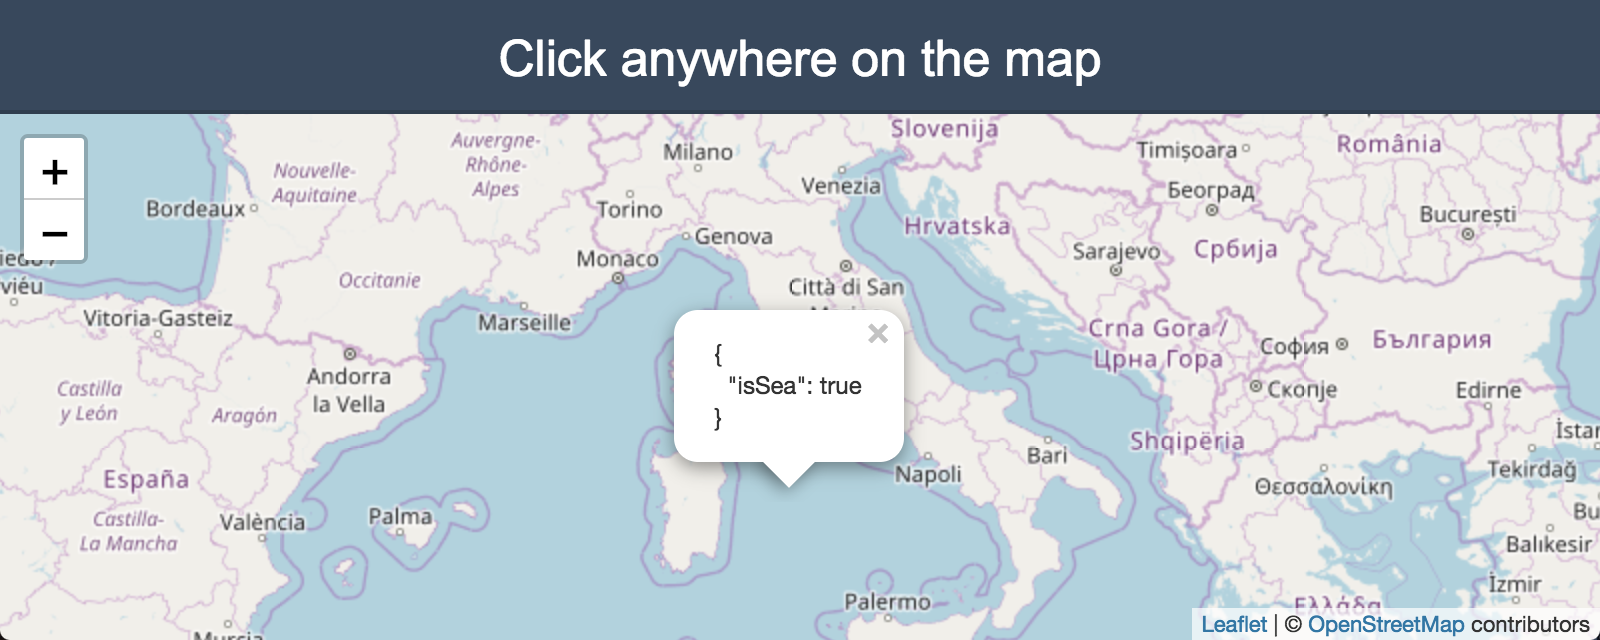 Click anywhere on the map
+
−
Slovenija
Auvergne-
Rhône-
Alpes
Nouvelle-
Aquitaine
Milano
Timișoara
România
Venezia
Београд
Bordeaux
Torino
Genova
Hrvatska
București
Sarajevo
Србија
Monaco
Occitanie
Città di San
viéu
Vitoria-Gasteiz
Marseille
Crna Gora /
Црна Гора
София
България
×
{
"isSea": true
}
Andorra
la Vella
Castilla
y León
Aragón
Скопје
Edirne
Shqipëria
Bari
Napoli
España
Tekirdağ
Θεσσαλονίκη
València
Palma
Castilla-
La Mancha
Balıkesir
İzmir
Palermo
Ελλάδα
Murcia
Leaflet | © OpenStreetMap contributors